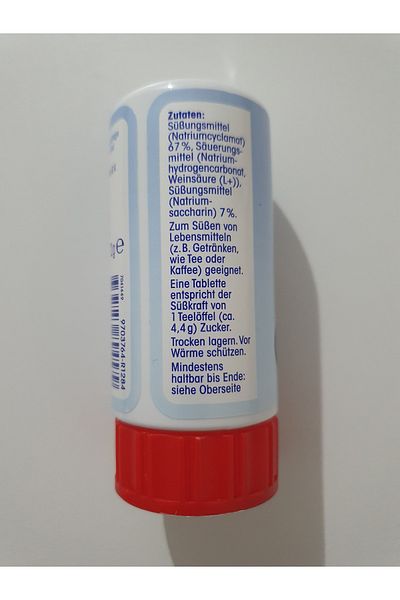 Zutaten:
Süßungsmittel
(Natriumcyclamat)
67%, Säuerungs-
mittel (Natrium-
hydrogencarbonat,
Weinsäure (L+)),
Süßungsmittel
(Natrium-
saccharin) 7%.
Zum Süßen von
Lebensmitteln
(z.B. Getränken,
wie Tee oder
Kaffee) geeignet.
Eine Tablette
entspricht der
Süßkraft von
1 Teelöffel (ca.
4,4g) Zucker.
Trocken lagern. Vor
Wärme schützen.
Mindestens
haltbar bis Ende:
siehe Oberseite
g℮